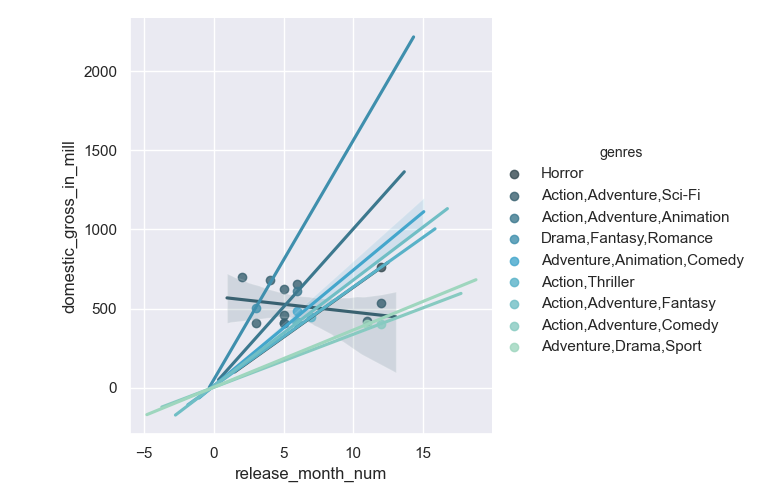 2000
1500
1000
500
0
domestic_gross_in_mill
−5
0
5
10
15
release_month_num
genres
Horror
Action,Adventure,Sci-Fi
Action,Adventure,Animation
Drama,Fantasy,Romance
Adventure,Animation,Comedy
Action,Thriller
Action,Adventure,Fantasy
Action,Adventure,Comedy
Adventure,Drama,Sport